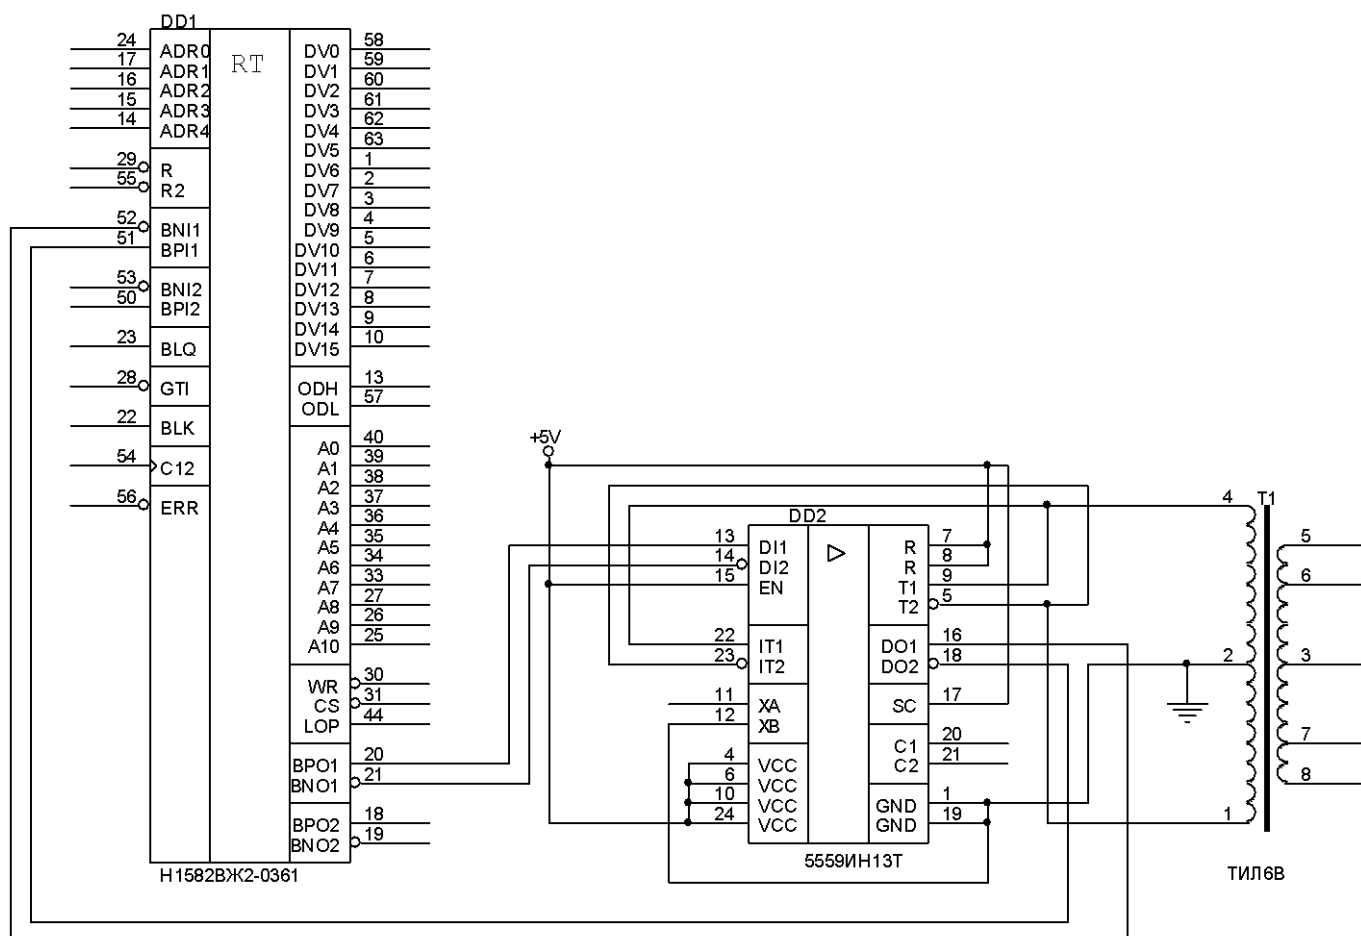 DD1
RT
24 ADR0
17 ADR1
16 ADR2
15 ADR3
14 ADR4
29 R
55 R2
52 BNI1
51 BPI1
53 BNI2
50 BPI2
23 BLQ
28 GTI
22 BLK
54 C12
56 ERR
DV0 58
DV1 59
DV2 60
DV3 61
DV4 62
DV5 63
DV6 1
DV7 2
DV8 3
DV9 4
DV10 5
DV11 6
DV12 7
DV13 8
DV14 9
DV15 10
ODH 13
ODL 57
A0 40
A1 39
A2 38
A3 37
A4 36
A5 35
A6 34
A7 33
A8 27
A9 26
A10 25
WR 30
CS 31
LOP 44
BPO1 20
BNO1 21
BPO2 18
BNO2 19
Н1582ВЖ2-0361
+5V
DD2
13 DI1
14 DI2
15 EN
22 IT1
23 IT2
11 XA
12 XB
4 VCC
6 VCC
10 VCC
24 VCC
R 7
R 8
T1 9
T2 5
DO1 16
DO2 18
SC 17
C1 20
C2 21
GND 1
GND 19
5559ИН13Т
T1
4
2
1
5
6
3
7
8
ТИЛ6В